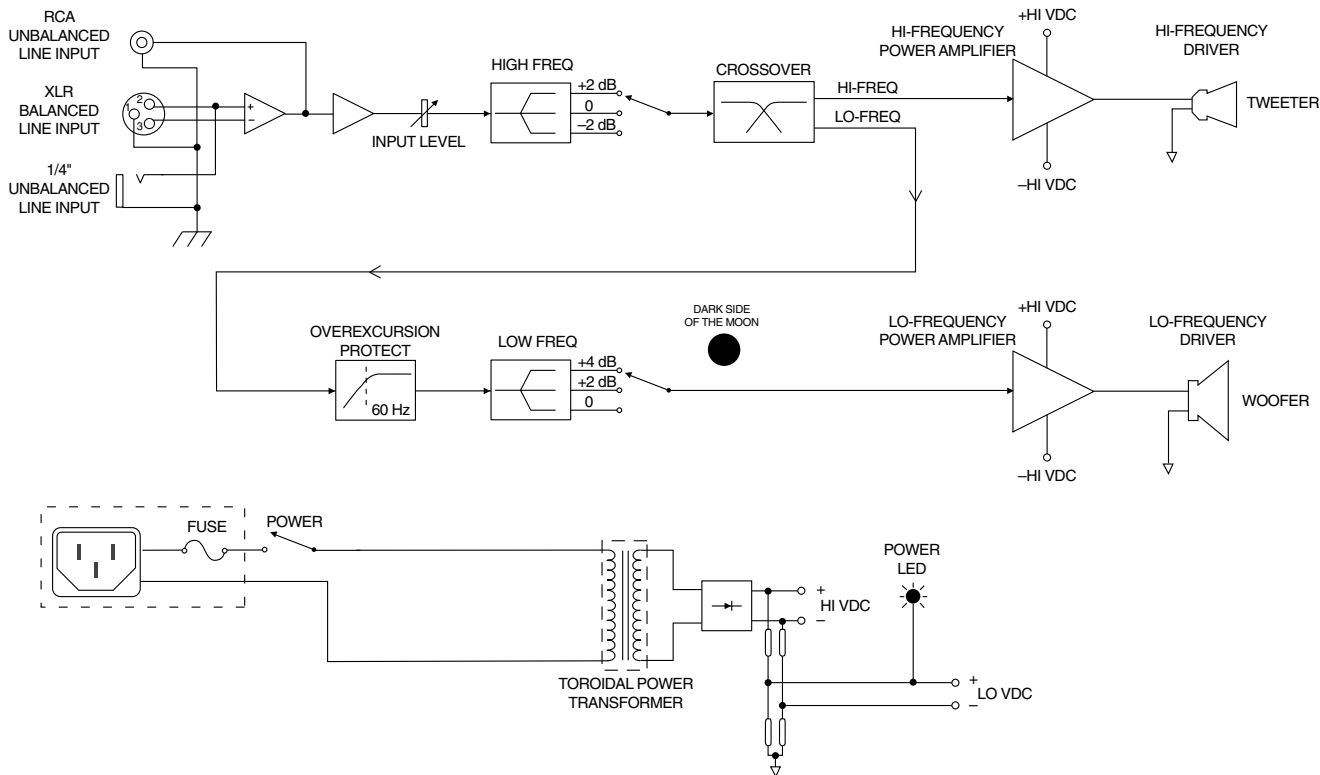 RCA
UNBALANCED
LINE INPUT
XLR
BALANCED
LINE INPUT
1
2
3
1/4"
UNBALANCED
LINE INPUT
INPUT LEVEL
HIGH FREQ
+2 dB
0
–2 dB
CROSSOVER
HI-FREQ
LO-FREQ
HI-FREQUENCY
POWER AMPLIFIER
+HI VDC
–HI VDC
HI-FREQUENCY
DRIVER
TWEETER
+
–
OVEREXCURSION
PROTECT
60 Hz
LOW FREQ
+4 dB
+2 dB
0
DARK SIDE
OF THE MOON
LO-FREQUENCY
POWER AMPLIFIER
+HI VDC
–HI VDC
LO-FREQUENCY
DRIVER
WOOFER
FUSE
POWER
TOROIDAL POWER
TRANSFORMER
+
HI VDC
–
POWER
LED
+
LO VDC
–